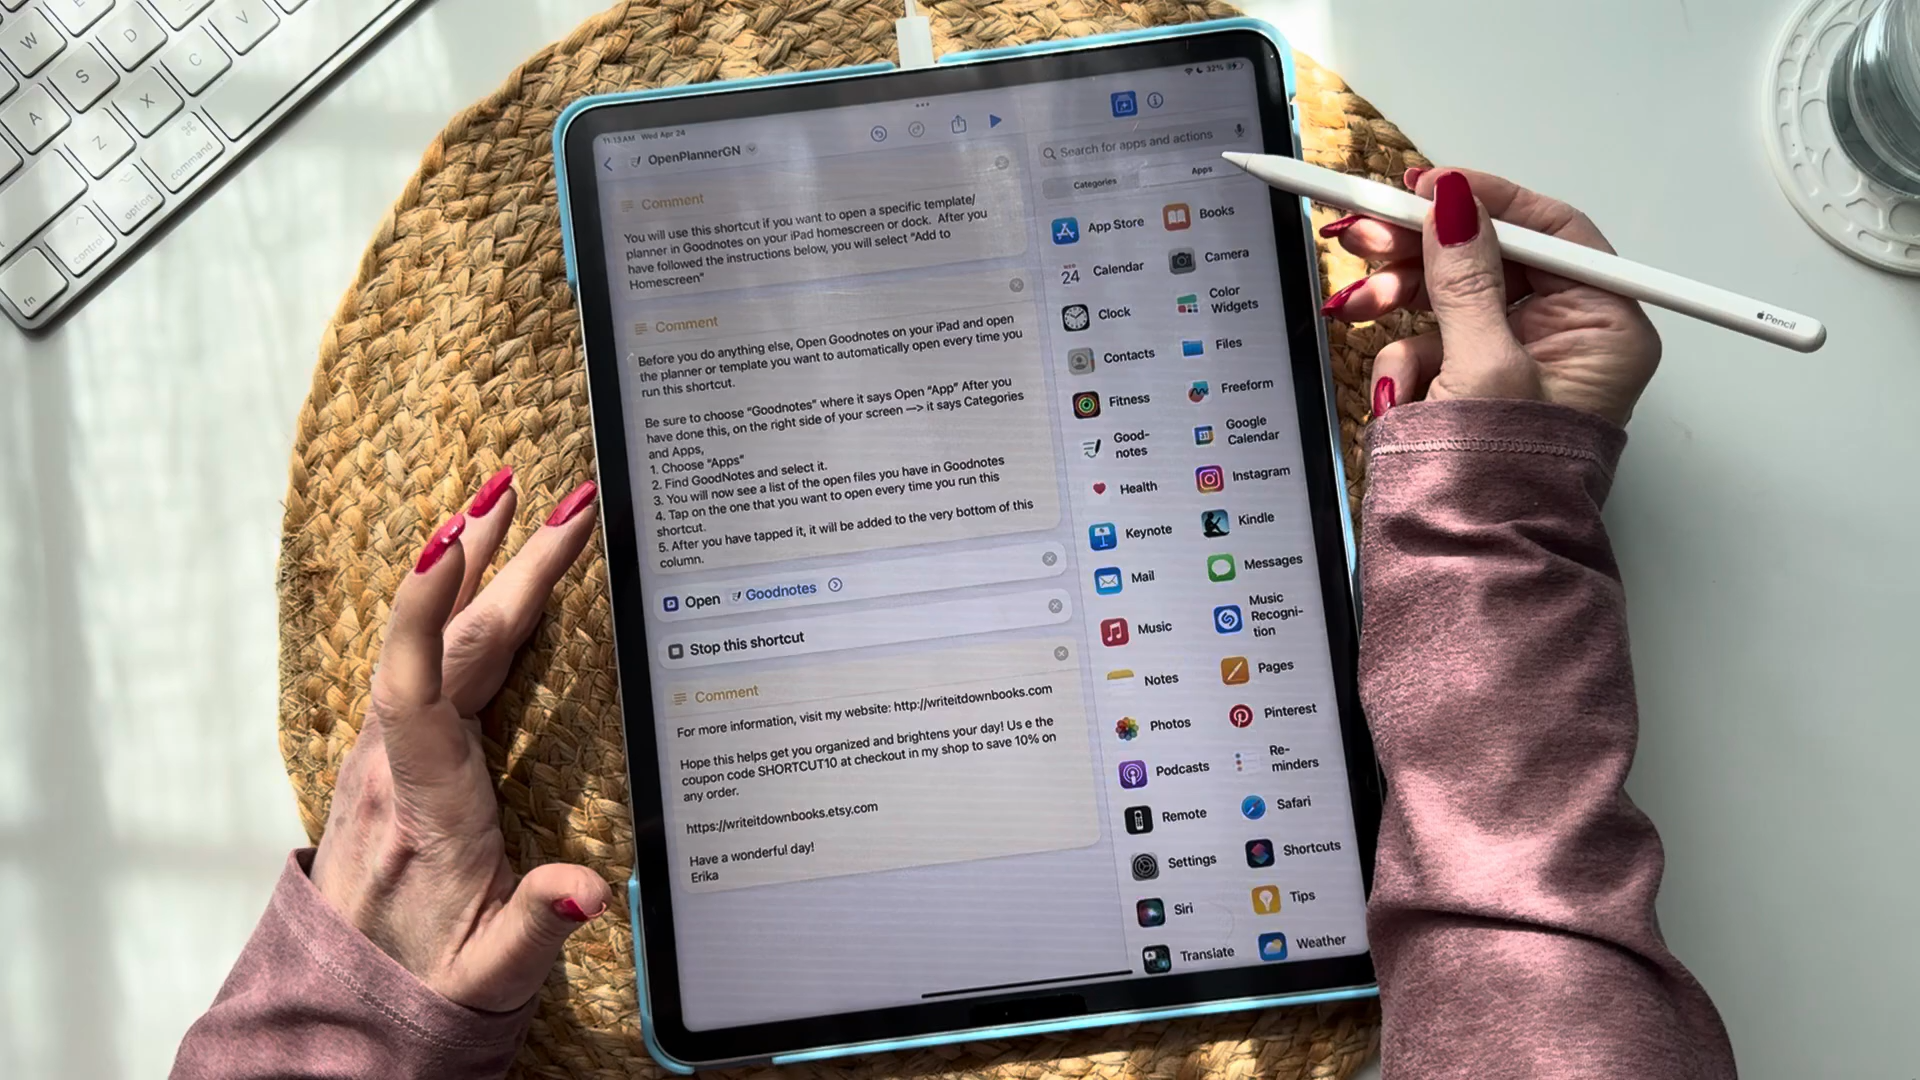 W
D
V
A
S
C
Z
X
⌘
command
option
control
fn
11:13 AM Wed Apr 24
32%
OpenPlannerGN
Comment
You will use this shortcut if you want to open a specific template/
planner in Goodnotes on your iPad homescreen or dock. After you
have followed the instructions below, you will select "Add to
Homescreen"
Comment
Before you do anything else, Open Goodnotes on your iPad and open
the planner or template you want to automatically open every time you
run this shortcut.
Be sure to choose "Goodnotes" where it says Open "App" After you
have done this, on the right side of your screen —> it says Categories
and Apps,
1. Choose "Apps"
2. Find GoodNotes and select it.
3. You will now see a list of the open files you have in Goodnotes
4. Tap on the one that you want to open every time you run this
shortcut.
5. After you have tapped it, it will be added to the very bottom of this
column.
Open Goodnotes
Stop this shortcut
Comment
For more information, visit my website: http://writeitdownbooks.com
Hope this helps get you organized and brightens your day! Us e the
coupon code SHORTCUT10 at checkout in my shop to save 10% on
any order.
https://writeitdownbooks.etsy.com
Have a wonderful day!
Erika
Search for apps and actions
Categories
Apps
App Store
Books
24
Calendar
Camera
Clock
Color
Widgets
Contacts
Files
Fitness
Freeform
Good-
notes
Google
Calendar
Health
Instagram
Keynote
Kindle
Mail
Messages
Music
Music
Recogni-
tion
Notes
Pages
Photos
Pinterest
Podcasts
Re-
minders
Remote
Safari
Settings
Shortcuts
Siri
Tips
Translate
Weather
Pencil